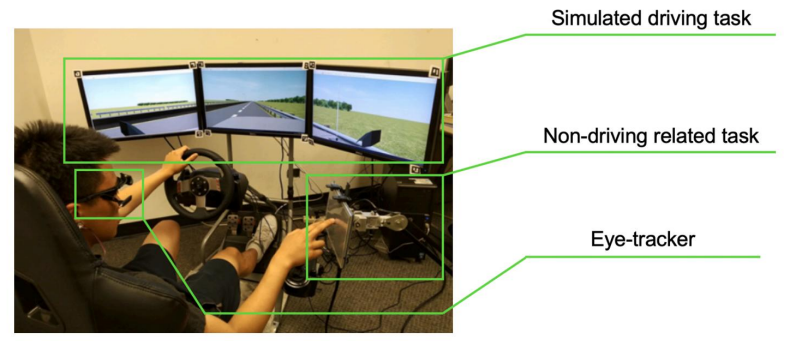 Simulated driving task
Non-driving related task
Eye-tracker